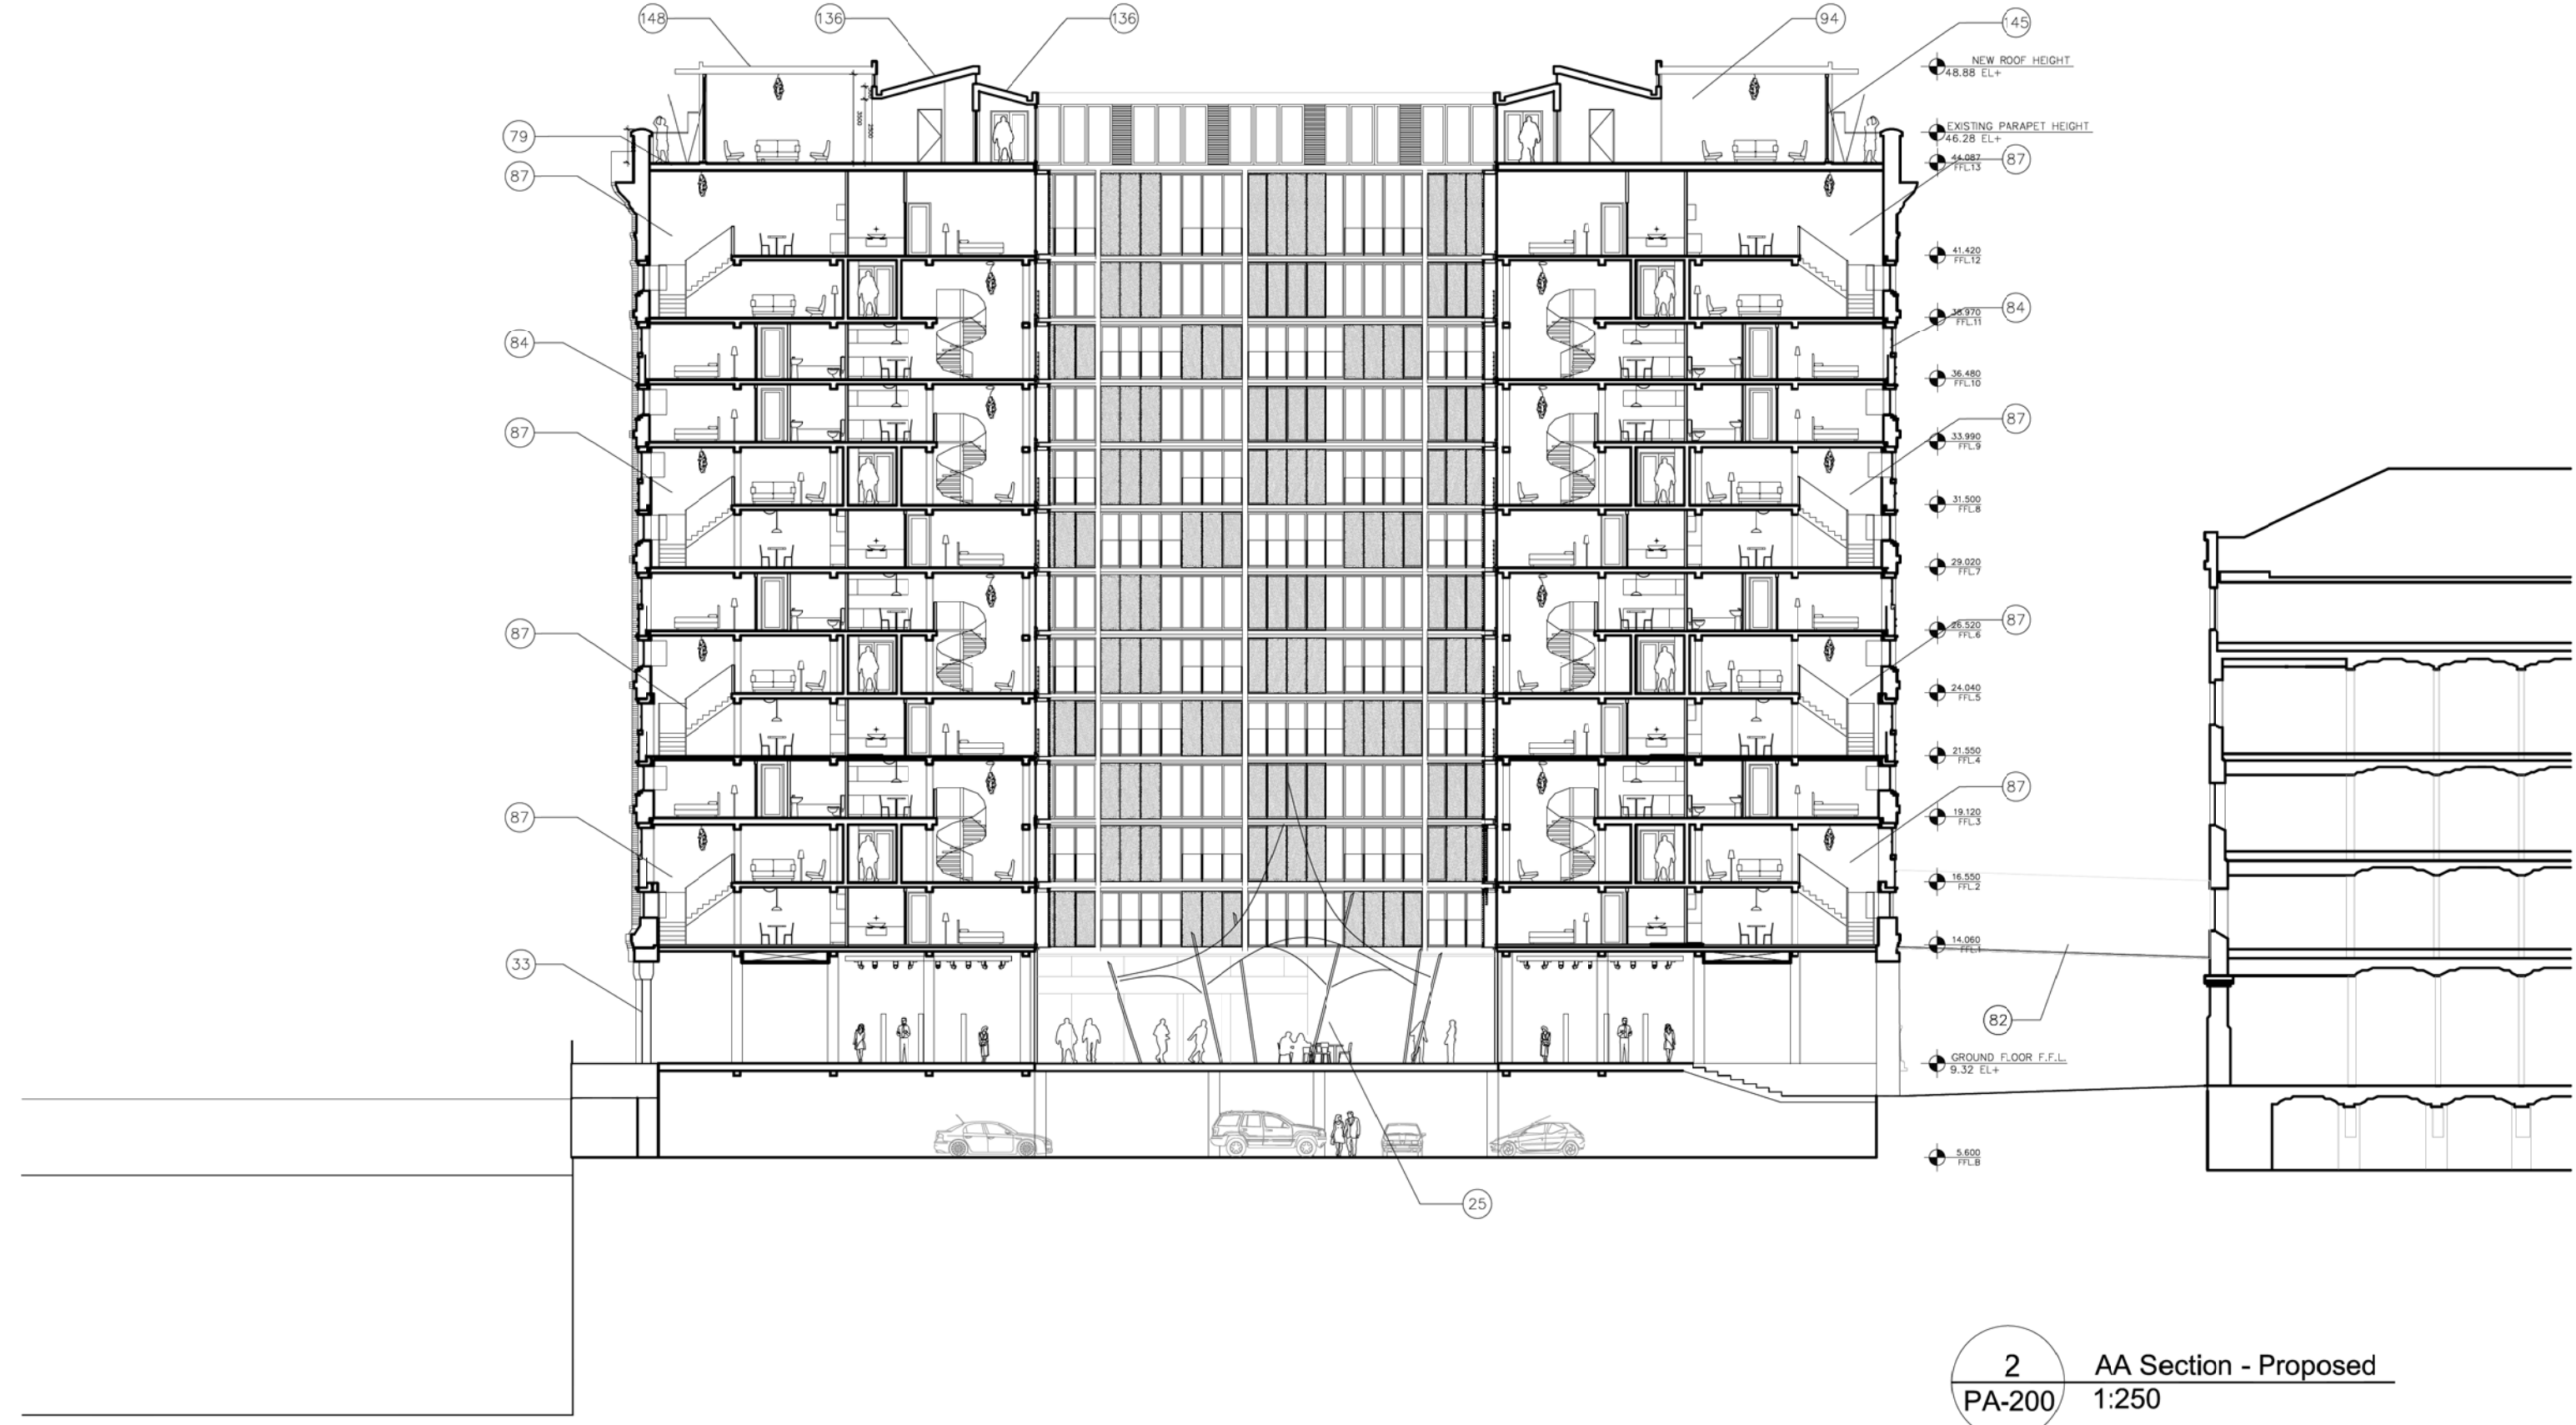 148
136
136
94
145
NEW ROOF HEIGHT
48.88 EL+
79
EXISTING PARAPET HEIGHT
46.28 EL+
3500
2500
44.087
FFL.13
87
87
41.420
FFL.12
84
38.970
FFL.11
84
36.480
FFL.10
87
87
33.990
FFL.9
31.500
FFL.8
29.020
FFL.7
87
87
26.520
FFL.6
24.040
FFL.5
21.550
FFL.4
87
87
19.120
FFL.3
16.550
FFL.2
14.060
FFL.1
33
82
GROUND FLOOR F.F.L.
9.32 EL+
5.600
FFL.B
25
2
AA Section - Proposed
PA-200
1:250